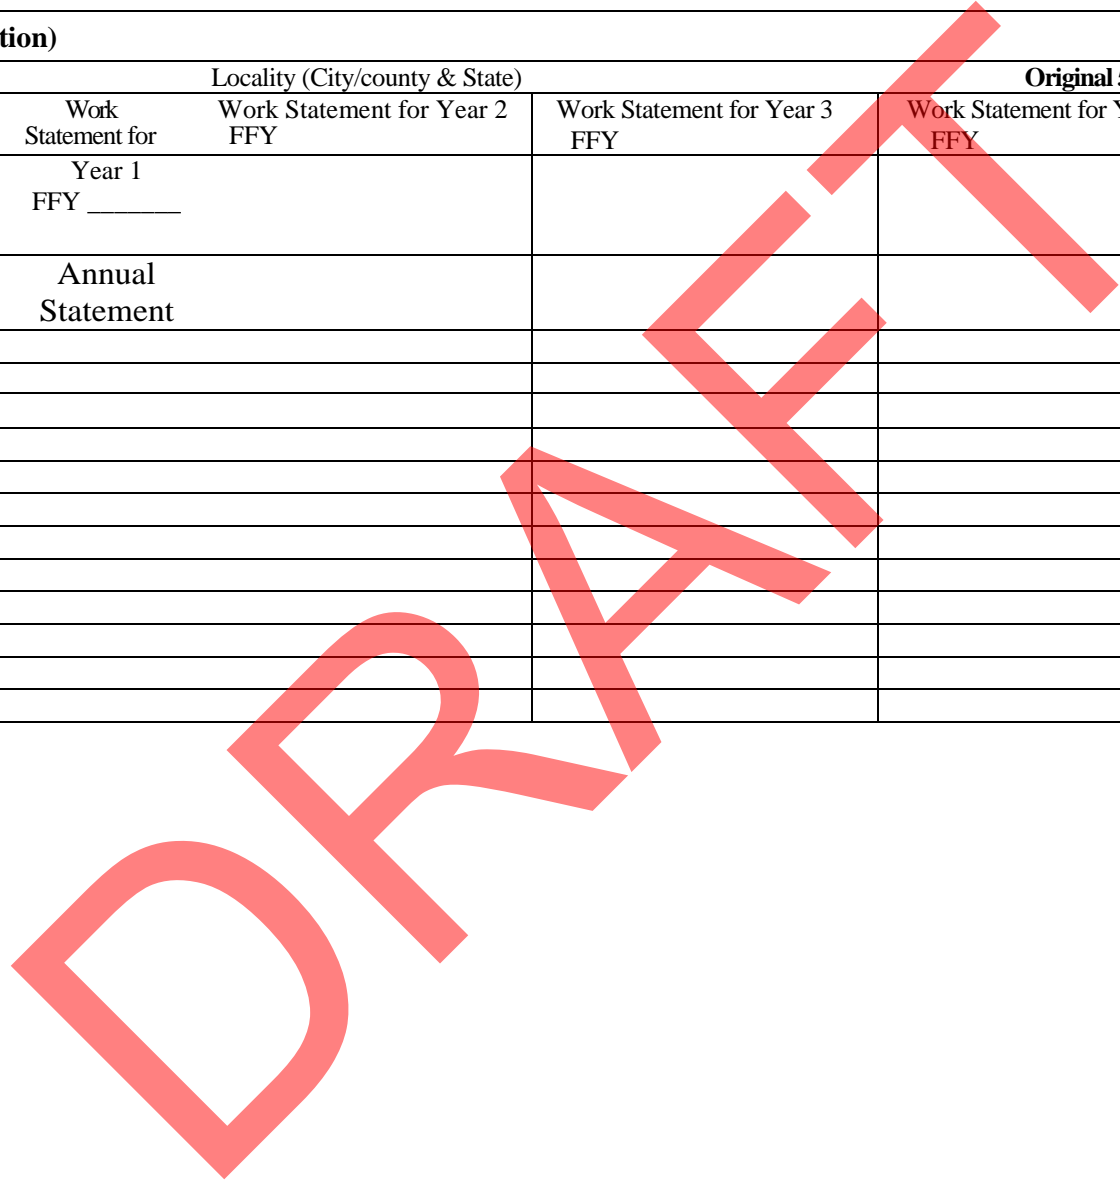 tion)
Locality (City/county & State) Original
Work Statement for Year 2 Work Statement for Year 3 Work Statement for
Statement for FFY FFY FFY
Year 1
FFY _______
Annual
Statement
DRAFT